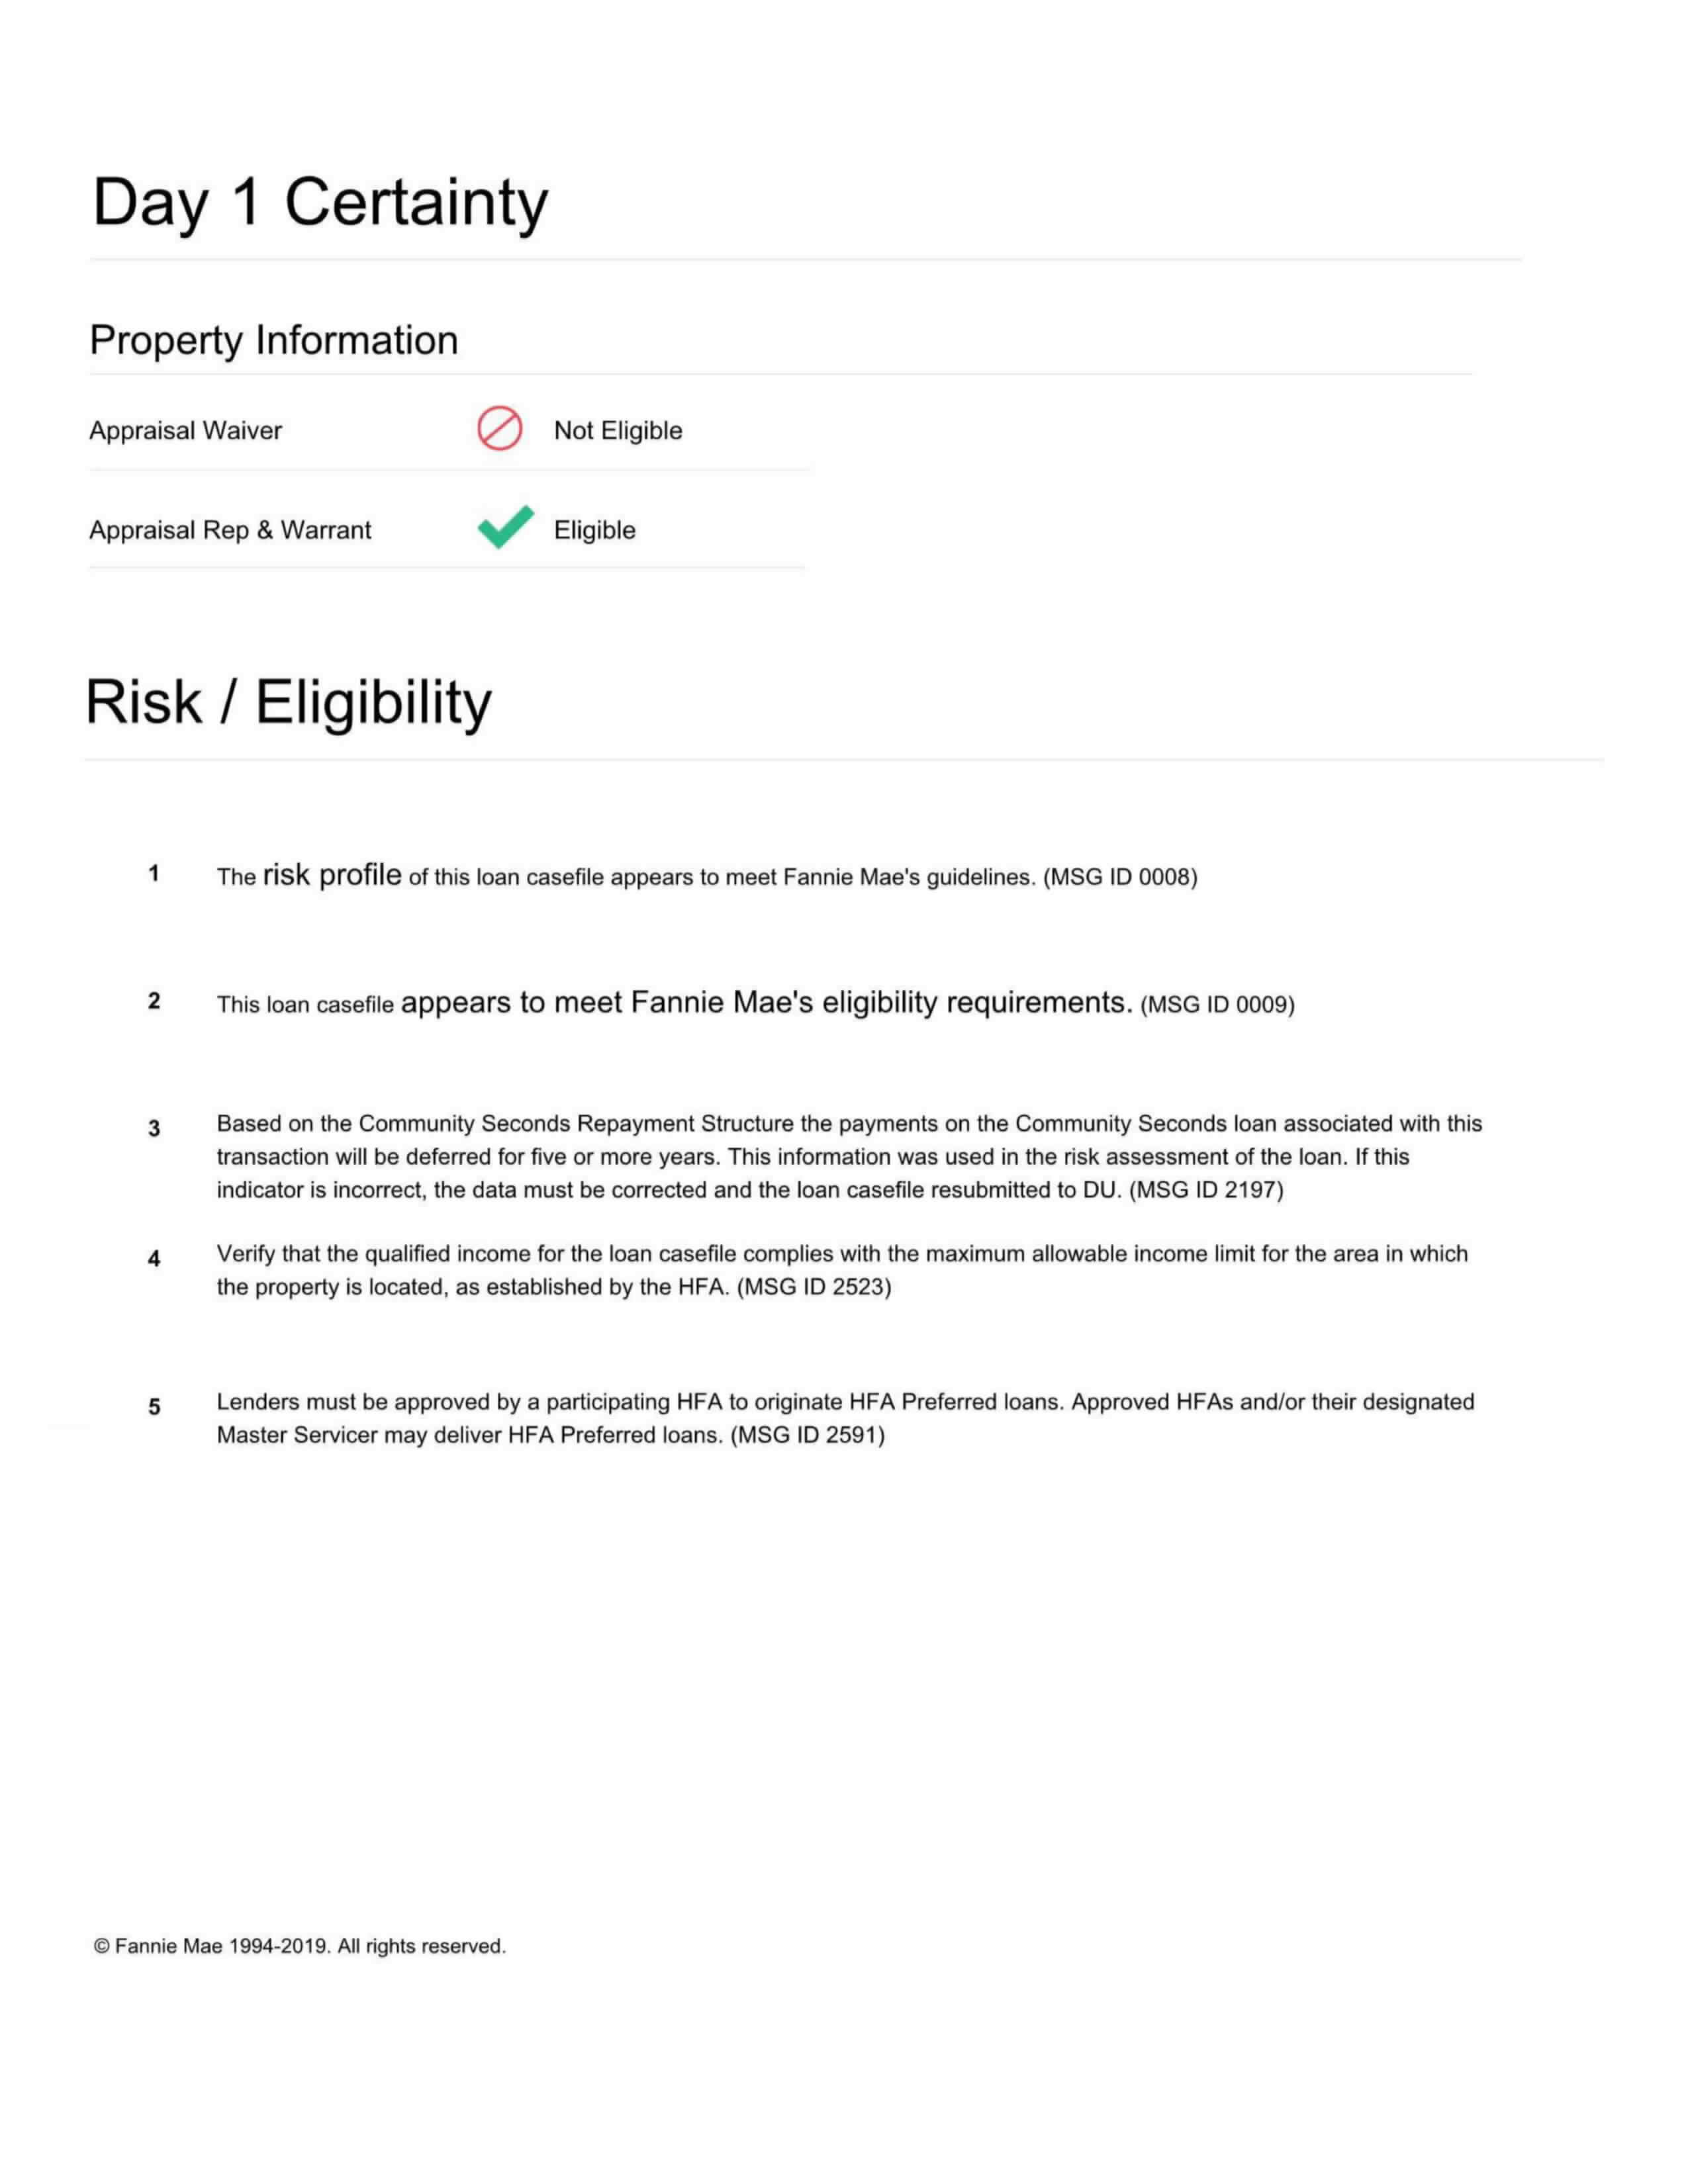 Day 1 Certainty
Property Information
Appraisal Waiver Not Eligible
Appraisal Rep & Warrant Eligible
Risk / Eligibility
1 The risk profile of this loan casefile appears to meet Fannie Mae's guidelines. (MSG ID 0008)
2 This loan casefile appears to meet Fannie Mae's eligibility requirements. (MSG ID 0009)
3 Based on the Community Seconds Repayment Structure the payments on the Community Seconds loan associated with this
transaction will be deferred for five or more years. This information was used in the risk assessment of the loan. If this
indicator is incorrect, the data must be corrected and the loan casefile resubmitted to DU. (MSG ID 2197)
4 Verify that the qualified income for the loan casefile complies with the maximum allowable income limit for the area in which
the property is located, as established by the HFA. (MSG ID 2523)
5 Lenders must be approved by a participating HFA to originate HFA Preferred loans. Approved HFAs and/or their designated
Master Servicer may deliver HFA Preferred loans. (MSG ID 2591)
© Fannie Mae 1994-2019. All rights reserved.